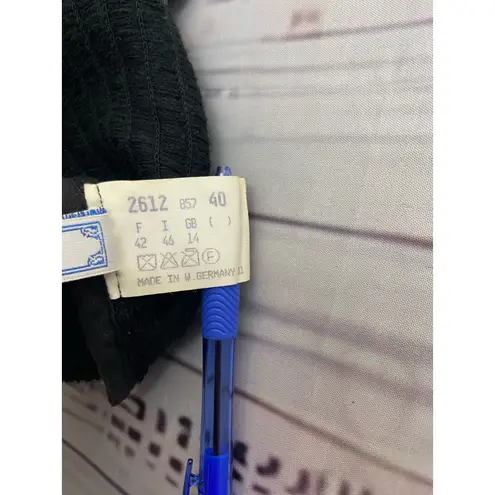 2612 857 40
F I GB ( )
42 46 14
F
MADE IN W.GERMANY